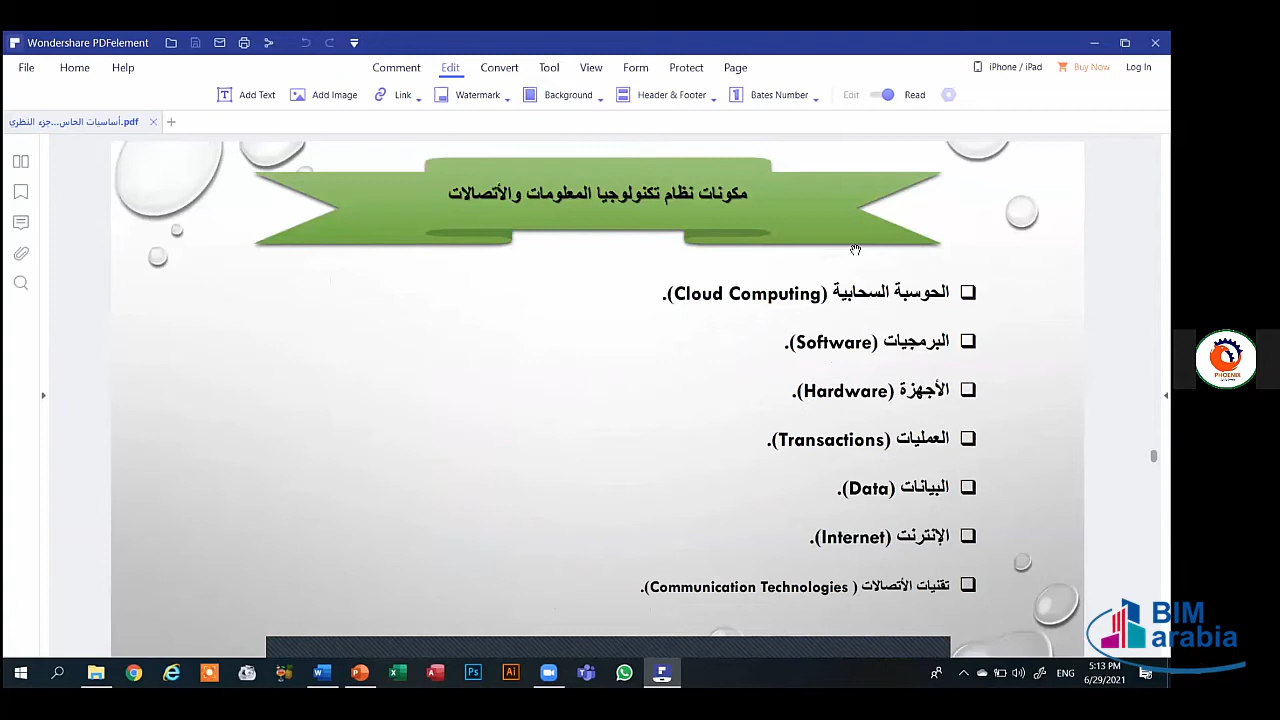 Wondershare PDFelement
File Home Help Comment Edit Convert Tool View Form Protect Page iPhone / iPad Buy Now Log In
Add Text Add Image Link Watermark Background Header & Footer Bates Number Edit Read
أساسيات الحاس...جزء النظري.pdf
مكونات نظام تكنولوجيا المعلومات والأتصالات
الحوسبة السحابية (Cloud Computing).
البرمجيات (Software).
الأجهزة (Hardware).
العمليات (Transactions).
البيانات (Data).
الإنترنت (Internet).
تقنيات الأتصالات ( Communication Technologies).
PHOENIX
BIM
arabia
ENG
5:13 PM
6/29/2021